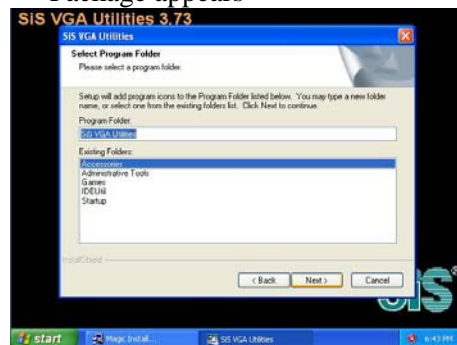 Package appears
SiS VGA Utilities 3.73
SiS VGA Utilities
Select Program Folder
Please select a program folder.
Setup will add program icons to the Program Folder listed below. You may type a new folder
name, or select one from the existing folders list. Click Next to continue.
Program Folder:
SiS VGA Utilities
Existing Folders:
Accessories
Administrative Tools
Games
IDEUtil
Startup
InstallShield
< Back
Next >
Cancel
SiS
start
Magic Install...
SiS VGA Utilities
6:43 PM